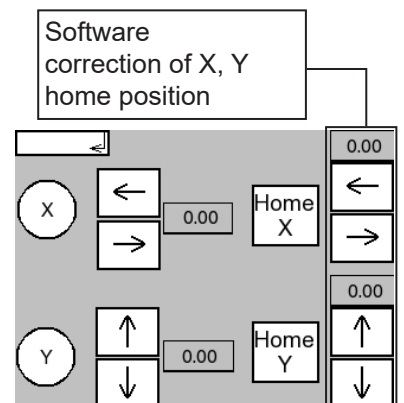 Software
correction of X, Y
home position
0.00
X
0.00
Home
X
0.00
Y
0.00
Home
Y